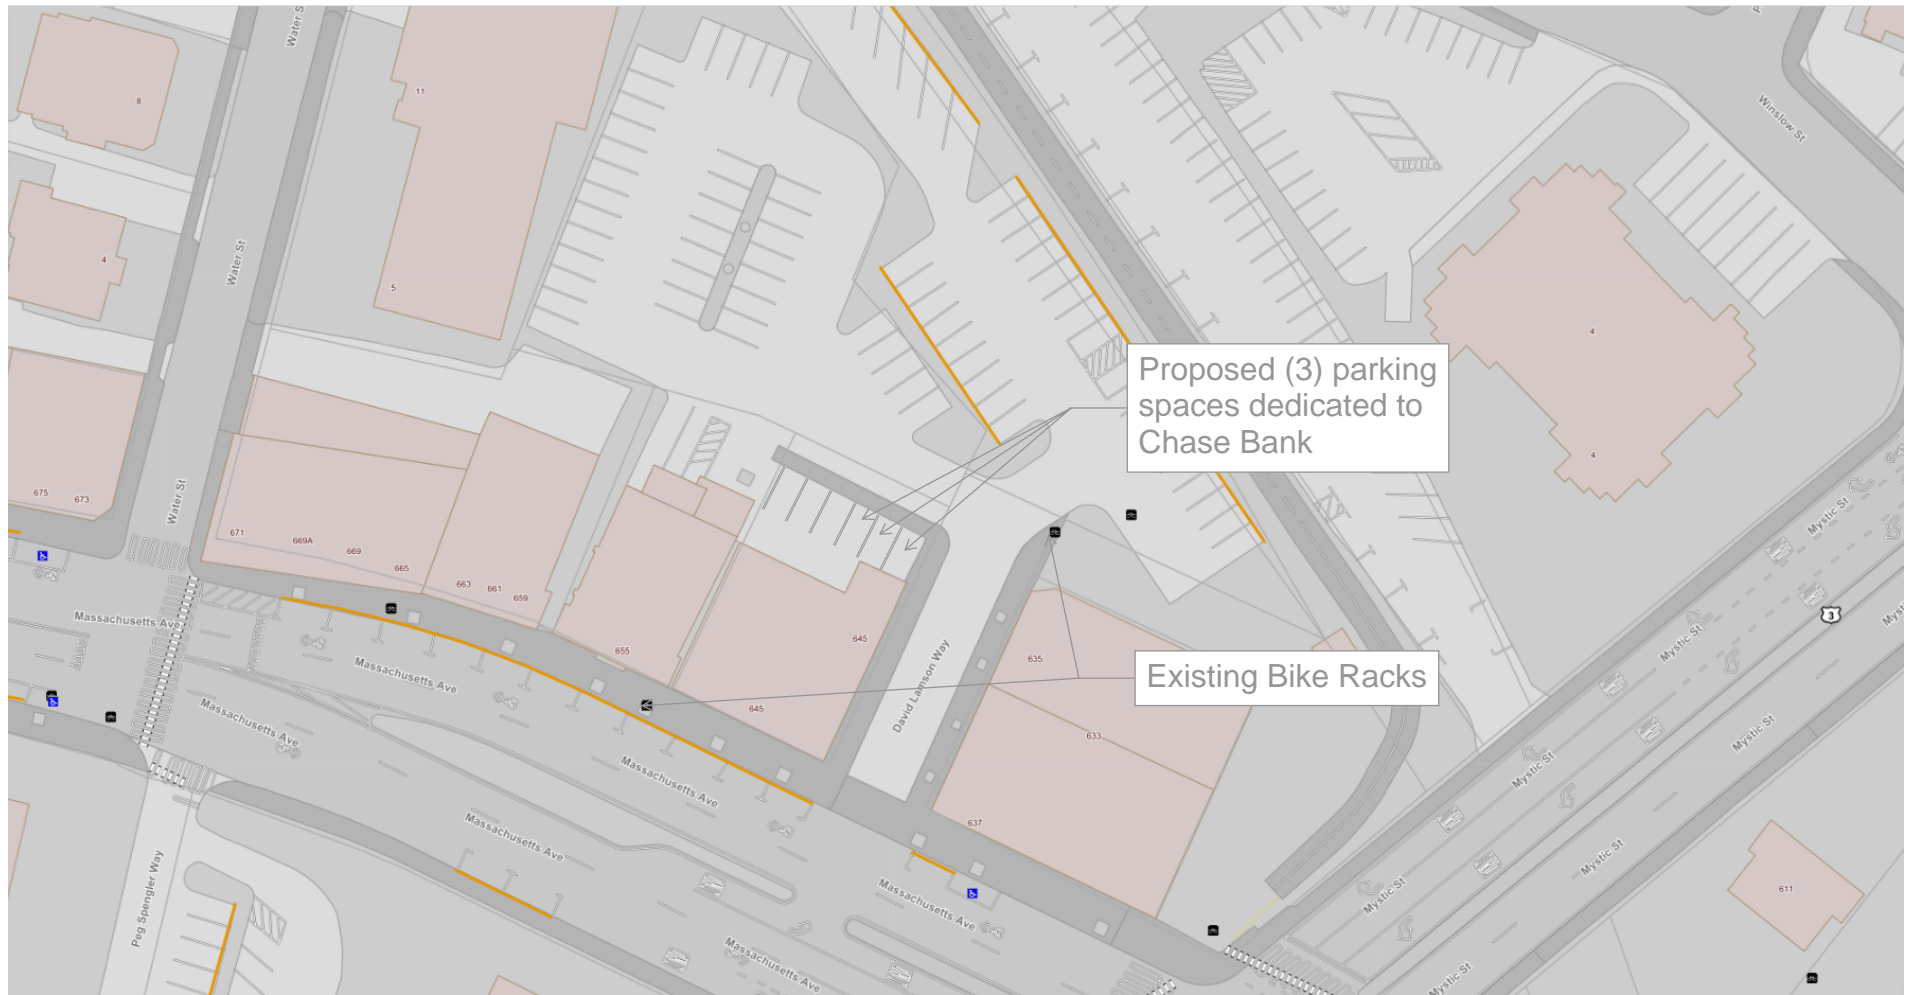 Water St
8
11
Winslow St
4
Water St
5
4
4
Proposed (3) parking
spaces dedicated to
Chase Bank
675
673
Water St
671
669A
669
665
663
661
659
655
645
645
David Lamson Way
635
633
637
Existing Bike Racks
Mystic St
Mystic St
Mystic St
Mystic St
Mystic St
Mystic St
Mystic St
3
611
Massachusetts Ave
Massachusetts Ave
Massachusetts Ave
Massachusetts Ave
Massachusetts Ave
Massachusetts Ave
Massachusetts Ave
Peg Spengler Way